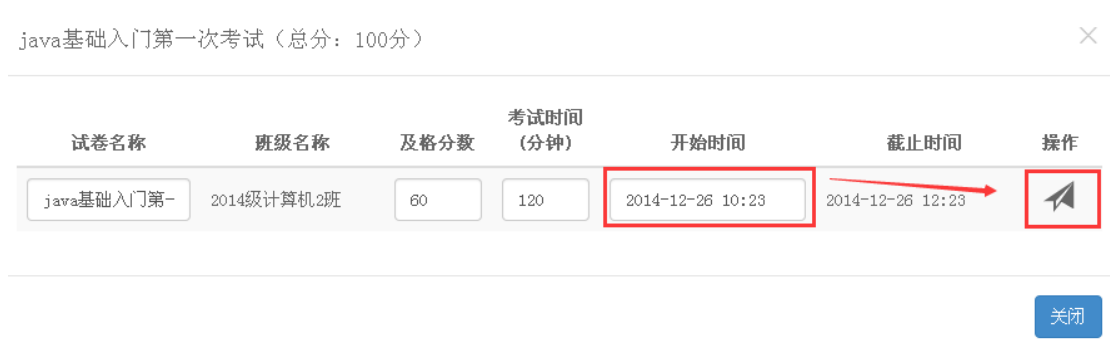 java基础入门第一次考试（总分：100分）
试卷名称 班级名称 及格分数 考试时间(分钟) 开始时间 截止时间 操作
java基础入门第一 2014级计算机2班 60 120 2014-12-26 10:23 2014-12-26 12:23
关闭